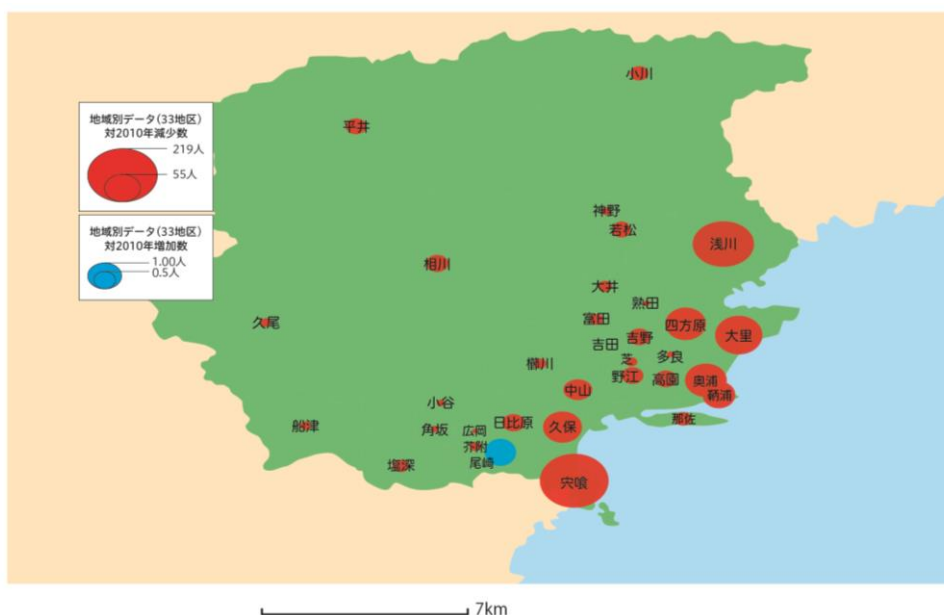 小川
地域別データ(33地区)
対2010年減少数
219人
55人
平井
地域別データ(33地区)
対2010年増加数
1.00人
0.5人
神野
若松
浅川
相川
大井
熟田
久尾
富田
四方原
大里
吉野
吉田
多良
芝
櫛川
野江
高園
奥浦
中山
鞆浦
小谷
那佐
船津
角坂
広岡
日比原
久保
芥附
尾崎
塩深
宍喰
7km